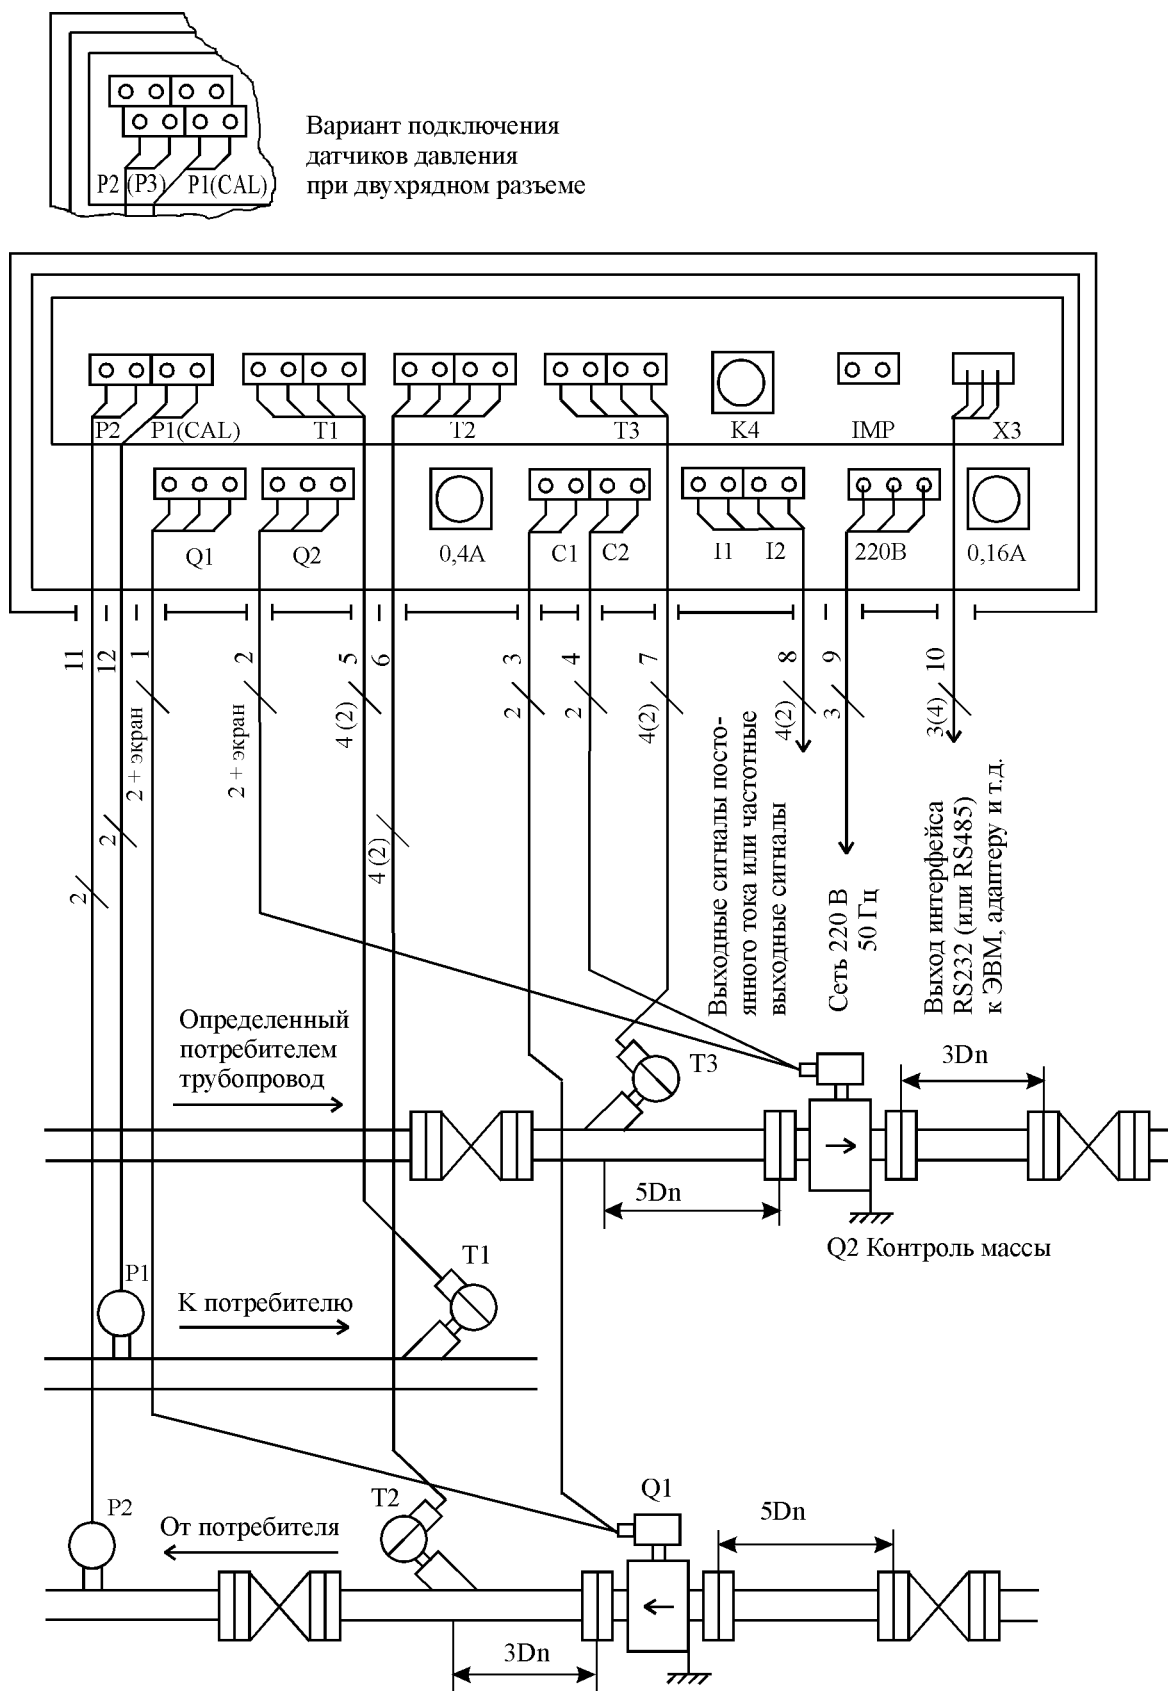 Вариант подключения
датчиков давления
при двухрядном разъеме
P2 (P3) P1(CAL)
P2 P1(CAL) T1 T2 T3 K4 IMP X3
Q1 Q2 0,4А C1 C2 I1 I2 220В 0,16А
11 12 1 2 5 6 3 4 7 8 9 10
2 2 2 + экран 2 + экран 4 (2) 4 (2) 2 2 4(2) 4(2) 3 3(4)
Выходные сигналы посто-
янного тока или частотные
выходные сигналы
Сеть 220 В
50 Гц
Выход интерфейса
RS232 (или RS485)
к ЭВМ, адаптеру и т.д.
Определенный
потребителем
трубопровод
T3
3Dn
5Dn
Q2 Контроль массы
P1
К потребителю
T1
P2
От потребителя
T2
Q1
5Dn
3Dn